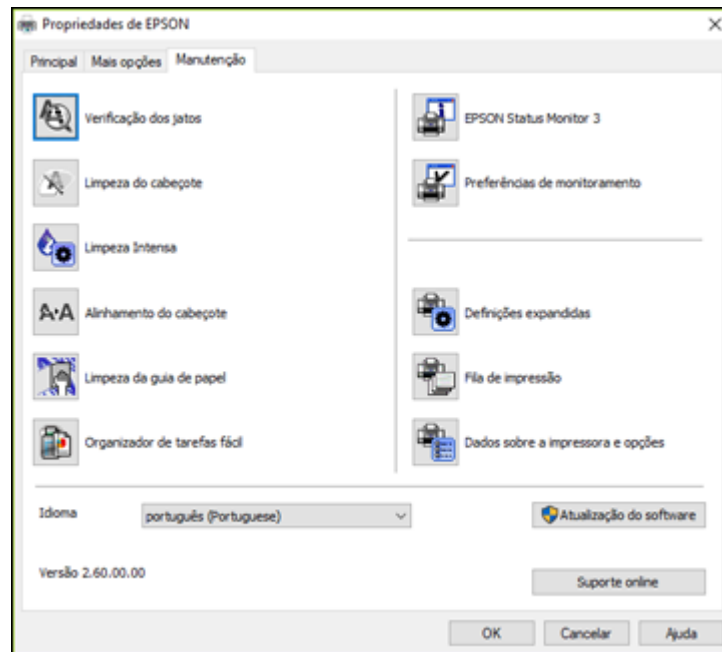 Propriedades de EPSON
Principal Mais opções Manutenção
Verificação dos jatos
Limpeza do cabeçote
Limpeza Intensa
Alinhamento do cabeçote
Limpeza da guia de papel
Organizador de tarefas fácil
EPSON Status Monitor 3
Preferências de monitoramento
Definições expandidas
Fila de impressão
Dados sobre a impressora e opções
Idioma português (Portuguese) Atualização do software
Versão 2.60.00.00
Suporte online
OK Cancelar Ajuda